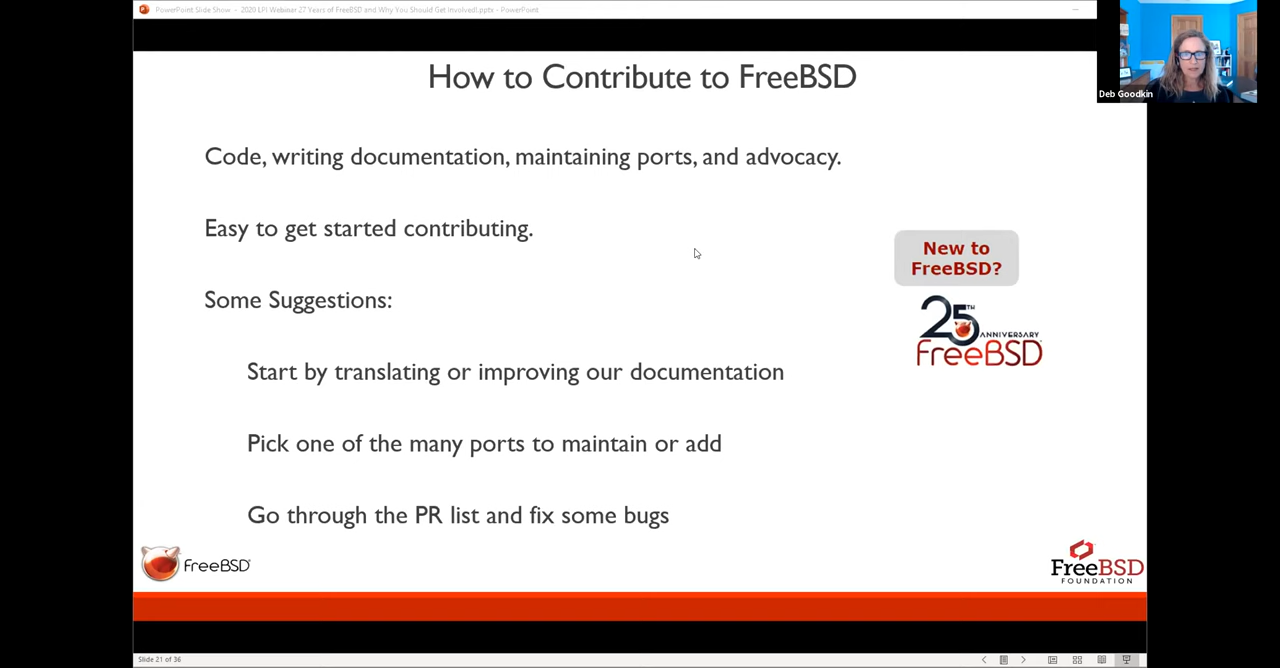 PowerPoint Slide Show - 2020 LPI Webinar 27 Years of FreeBSD and Why You Should Get Involved!.pptx - PowerPoint
Deb Goodkin
How to Contribute to FreeBSD
Code, writing documentation, maintaining ports, and advocacy.
Easy to get started contributing.
New to
FreeBSD?
Some Suggestions:
25TH
ANNIVERSARY
FreeBSD
Start by translating or improving our documentation
Pick one of the many ports to maintain or add
Go through the PR list and fix some bugs
FreeBSD
FreeBSD
FOUNDATION
Slide 21 of 36